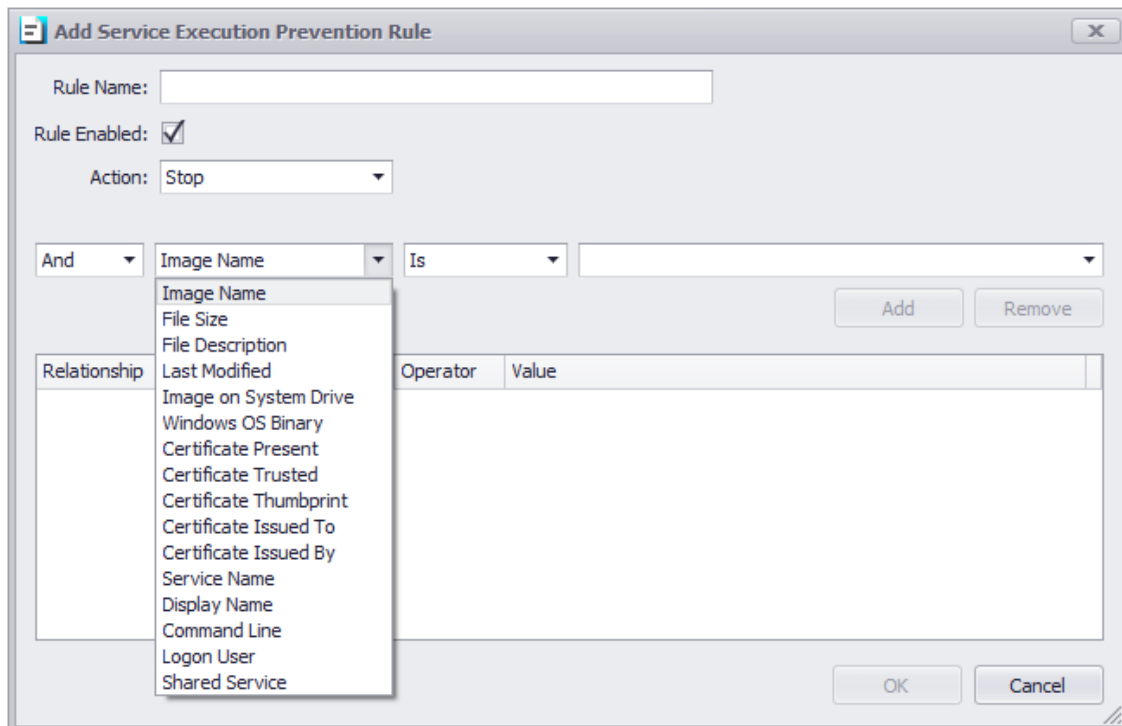 Add Service Execution Prevention Rule
Rule Name:
Rule Enabled:
Action: Stop
And Image Name Is
Image Name
File Size
File Description
Last Modified
Image on System Drive
Windows OS Binary
Certificate Present
Certificate Trusted
Certificate Thumbprint
Certificate Issued To
Certificate Issued By
Service Name
Display Name
Command Line
Logon User
Shared Service
Add Remove
Relationship Operator Value
OK Cancel